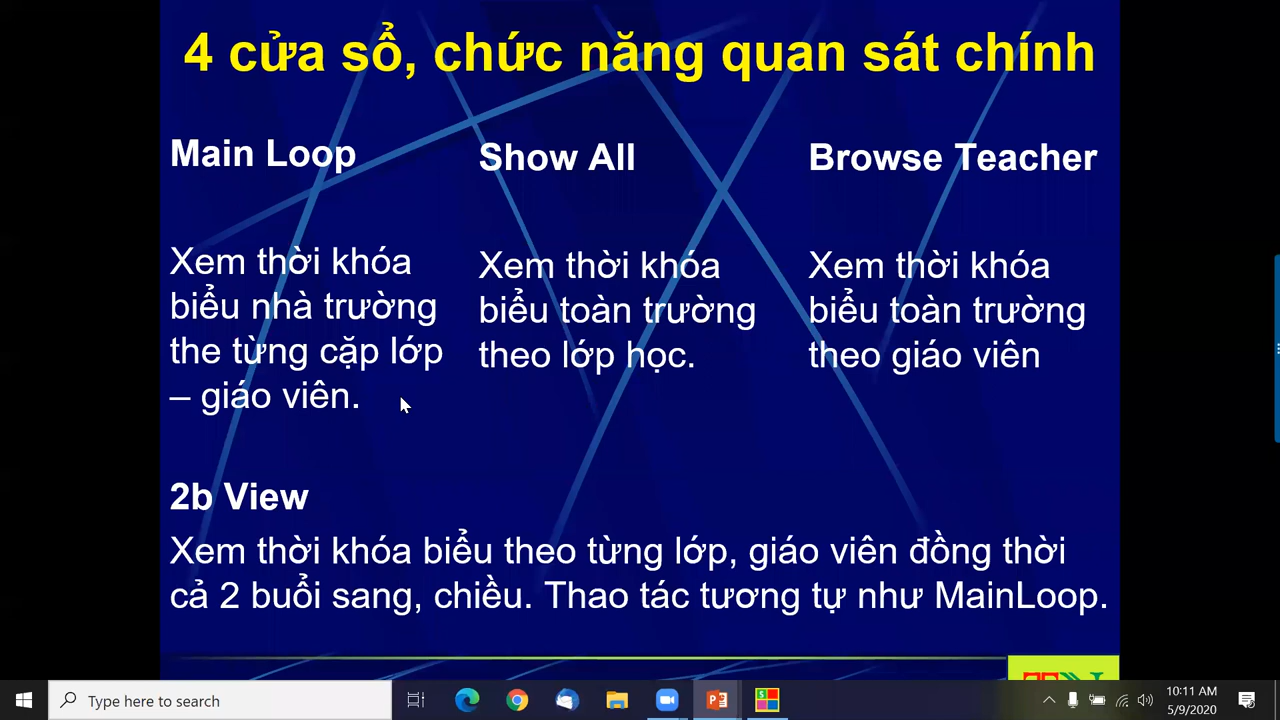 4 cửa sổ, chức năng quan sát chính
Main Loop
Xem thời khóa
biểu nhà trường
the từng cặp lớp
– giáo viên.
Show All
Xem thời khóa
biểu toàn trường
theo lớp học.
Browse Teacher
Xem thời khóa
biểu toàn trường
theo giáo viên
2b View
Xem thời khóa biểu theo từng lớp, giáo viên đồng thời
cả 2 buổi sang, chiều. Thao tác tương tự như MainLoop.
Type here to search
10:11 AM
5/9/2020